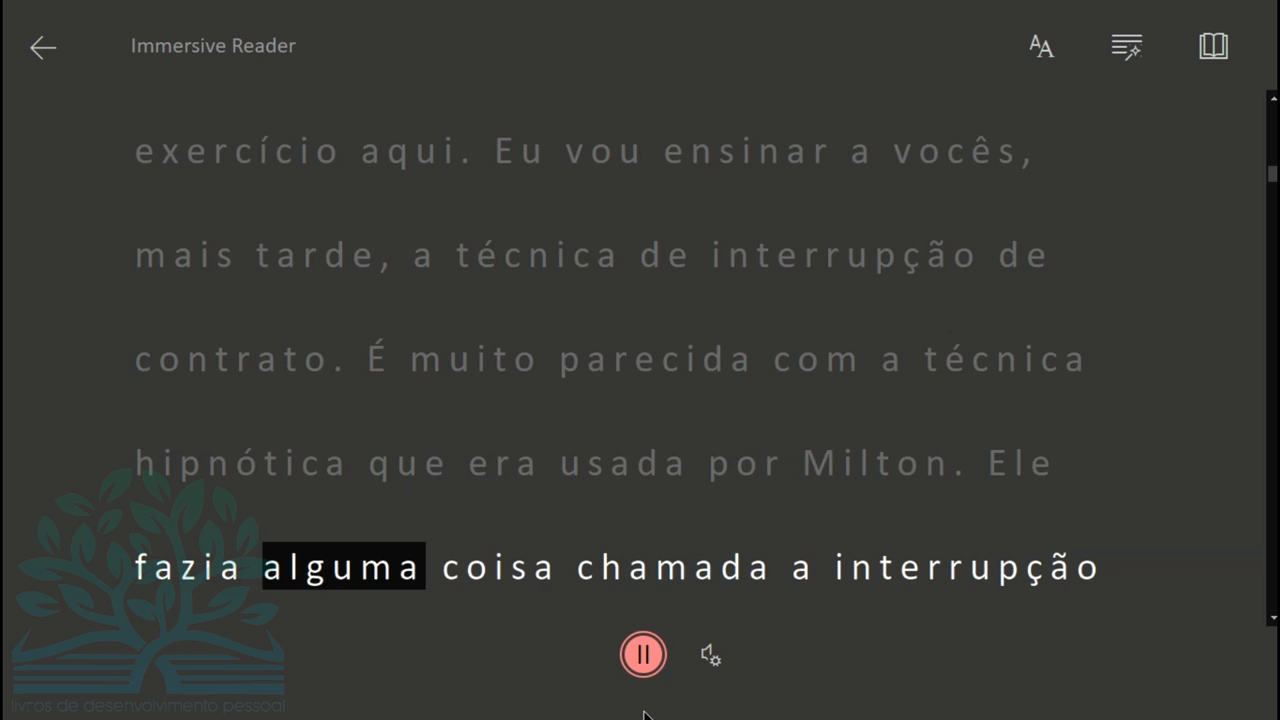 Immersive Reader
exercício aqui. Eu vou ensinar a vocês,
mais tarde, a técnica de interrupção de
contrato. É muito parecida com a técnica
hipnótica que era usada por Milton. Ele
fazia alguma coisa chamada a interrupção
livros de desenvolvimento pessoal